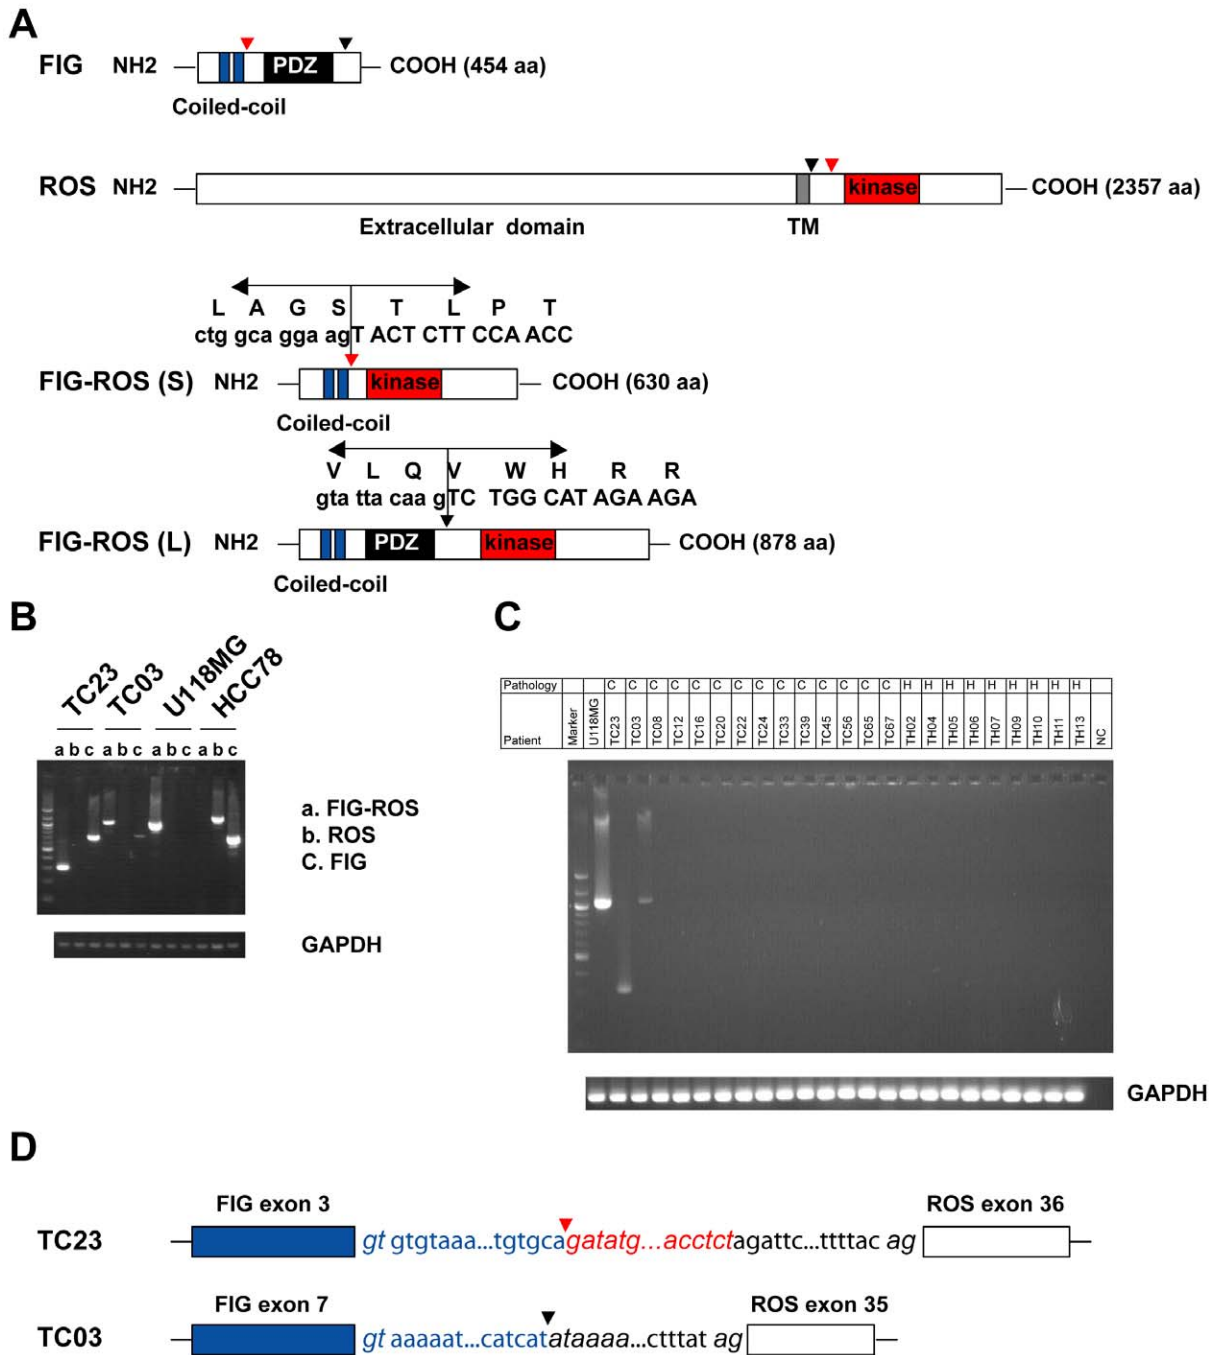 A
FIG NH2 PDZ COOH (454 aa)
Coiled-coil
ROS NH2 kinase COOH (2357 aa)
Extracellular domain TM
L A G S T L P T
ctg gca gga agT ACT CTT CCA ACC
FIG-ROS (S) NH2 kinase COOH (630 aa)
Coiled-coil
V L Q V W H R R
gta tta caa gTC TGG CAT AGA AGA
FIG-ROS (L) NH2 PDZ kinase COOH (878 aa)
Coiled-coil
B
TC23 TC03 U118MG HCC78
a b c a b c a b c a b c
a. FIG-ROS
b. ROS
C. FIG
GAPDH
C
Pathology C C C C C C C C C C C C C C H H H H H H H H H
Patient Marker U118MG TC23 TC03 TC08 TC12 TC16 TC20 TC22 TC24 TC33 TC39 TC45 TC56 TC65 TC67 TH02 TH04 TH05 TH06 TH07 TH09 TH10 TH11 TH13 NC
GAPDH
D
FIG exon 3 ROS exon 36
TC23 gt gtgtaaa...tgtgcagatatg...acctctagattc...ttttac ag
FIG exon 7 ROS exon 35
TC03 gt aaaaat...catcatataaaa...ctttat ag